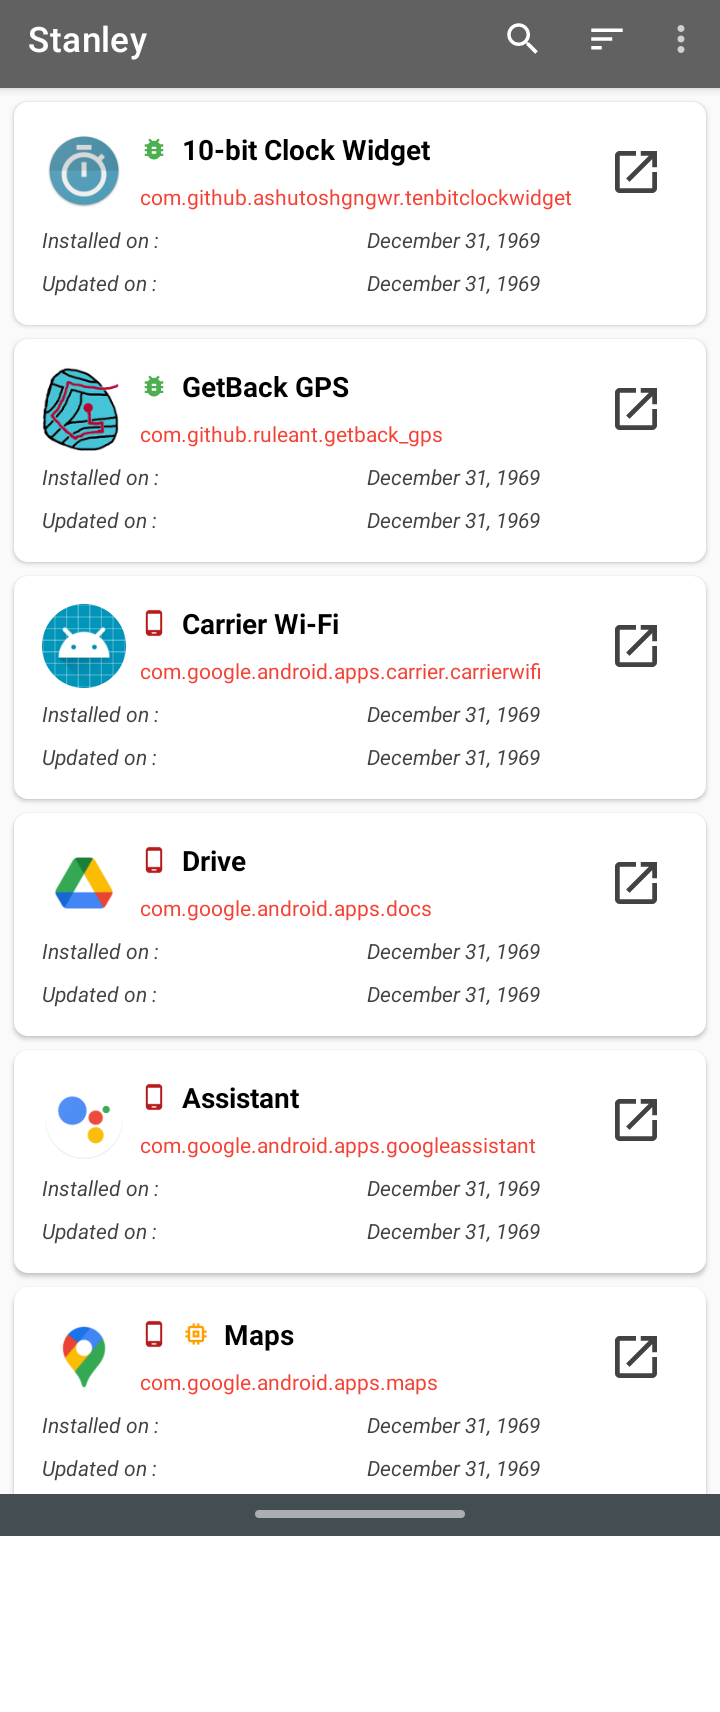 Stanley
10-bit Clock Widget
com.github.ashutoshgngwr.tenbitclockwidget
Installed on : December 31, 1969
Updated on : December 31, 1969
GetBack GPS
com.github.ruleant.getback_gps
Installed on : December 31, 1969
Updated on : December 31, 1969
Carrier Wi-Fi
com.google.android.apps.carrier.carrierwifi
Installed on : December 31, 1969
Updated on : December 31, 1969
Drive
com.google.android.apps.docs
Installed on : December 31, 1969
Updated on : December 31, 1969
Assistant
com.google.android.apps.googleassistant
Installed on : December 31, 1969
Updated on : December 31, 1969
Maps
com.google.android.apps.maps
Installed on : December 31, 1969
Updated on : December 31, 1969